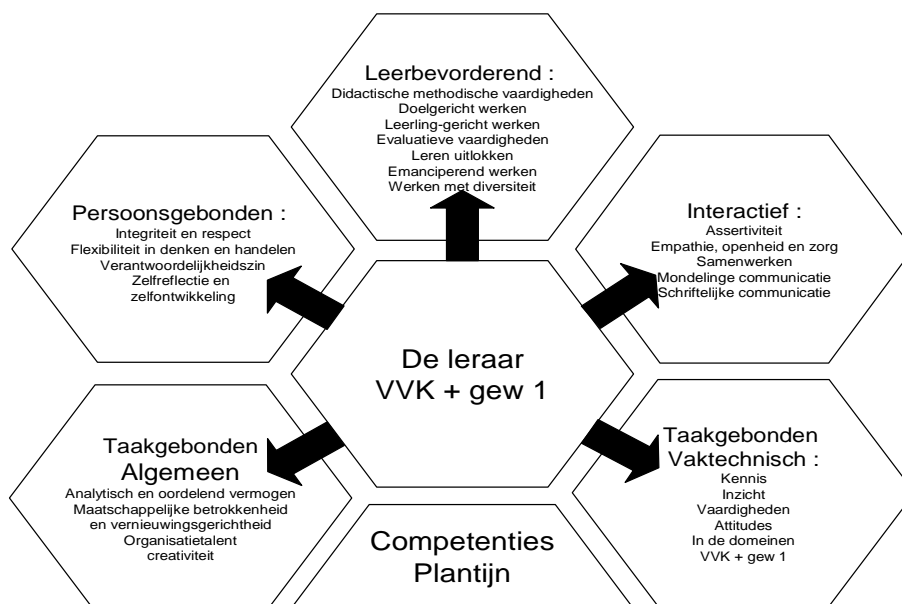 Leerbevorderend :
Didactische methodische vaardigheden
Doelgericht werken
Leerling-gericht werken
Evaluatieve vaardigheden
Leren uitlokken
Emanciperend werken
Werken met diversiteit
Persoonsgebonden :
Integriteit en respect
Flexibiliteit in denken en handelen
Verantwoordelijkheidszin
Zelfreflectie en
zelfontwikkeling
Interactief :
Assertiviteit
Empathie, openheid en zorg
Samenwerken
Mondelinge communicatie
Schriftelijke communicatie
De leraar
VVK + gew 1
Taakgebonden
Algemeen
Analytisch en oordelend vermogen
Maatschappelijke betrokkenheid
en vernieuwingsgerichtheid
Organisatietalent
creativiteit
Taakgebonden
Vaktechnisch :
Kennis
Inzicht
Vaardigheden
Attitudes
In de domeinen
VVK + gew 1
Competenties
Plantijn